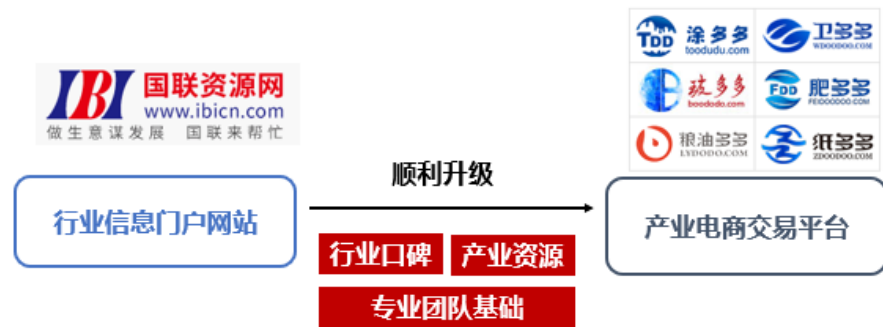 IBI 国联资源网
www.ibicn.com
做生意谋发展 国联来帮忙
行业信息门户网站
顺利升级
行业口碑
产业资源
专业团队基础
TDD 涂多多
toodudu.com
卫多多
WDOODOO.COM
玻多多
boododo.com
FDD 肥多多
FEIDOODOO.COM
粮油多多
LYDODO.COM
纸多多
ZDOODOO.COM
产业电商交易平台